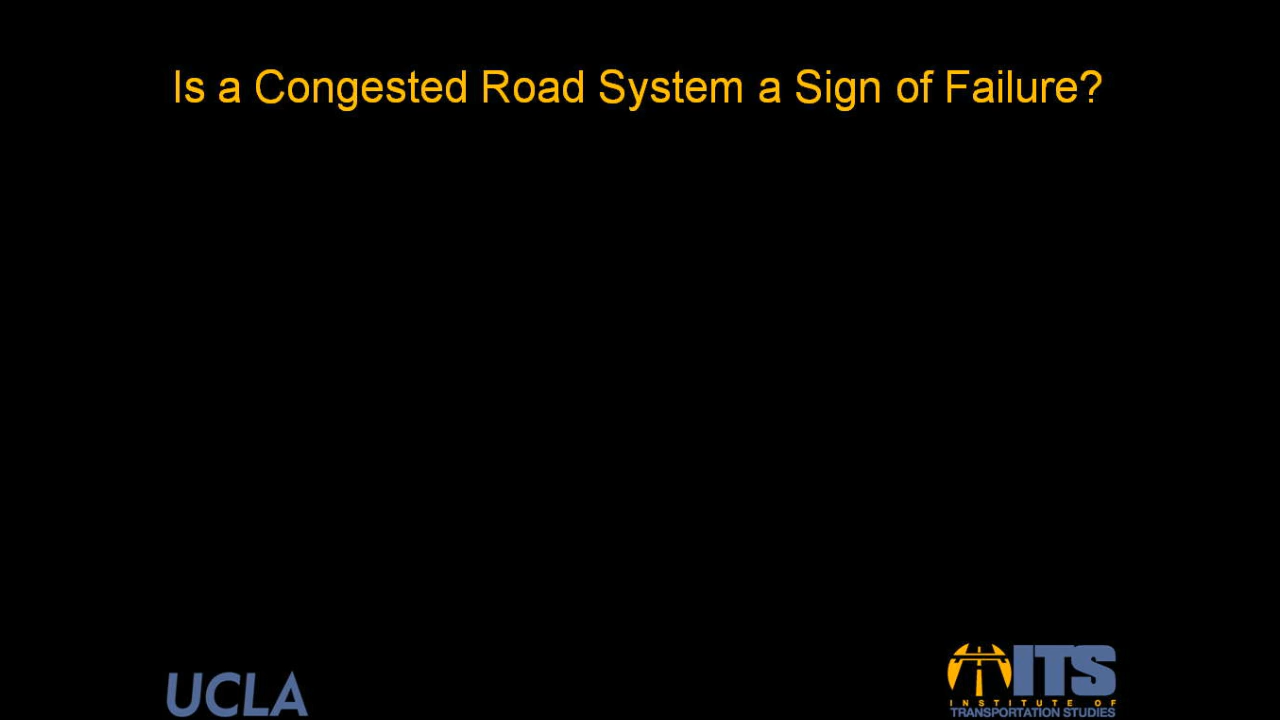 Is a Congested Road System a Sign of Failure?
UCLA
ITS
INSTITUTE OF
TRANSPORTATION STUDIES